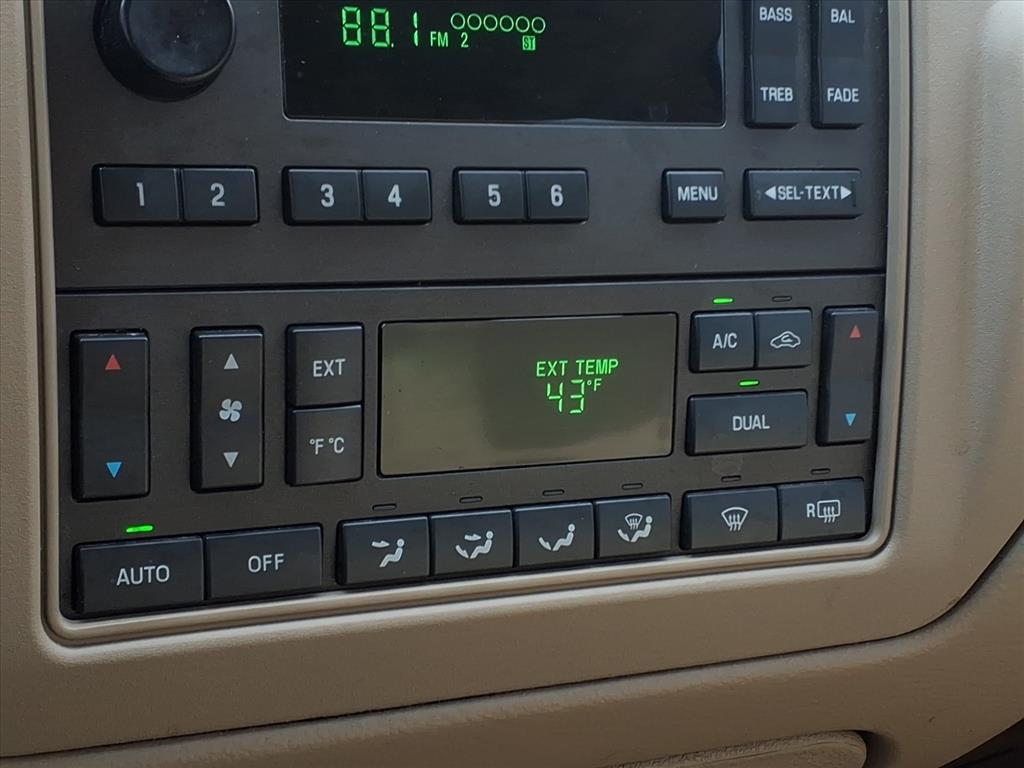 88.1 FM 2 ST
BASS BAL
TREB FADE
1 2 3 4 5 6 MENU ◀SEL-TEXT▶
EXT A/C
EXT TEMP
43°F
°F °C DUAL
AUTO OFF R